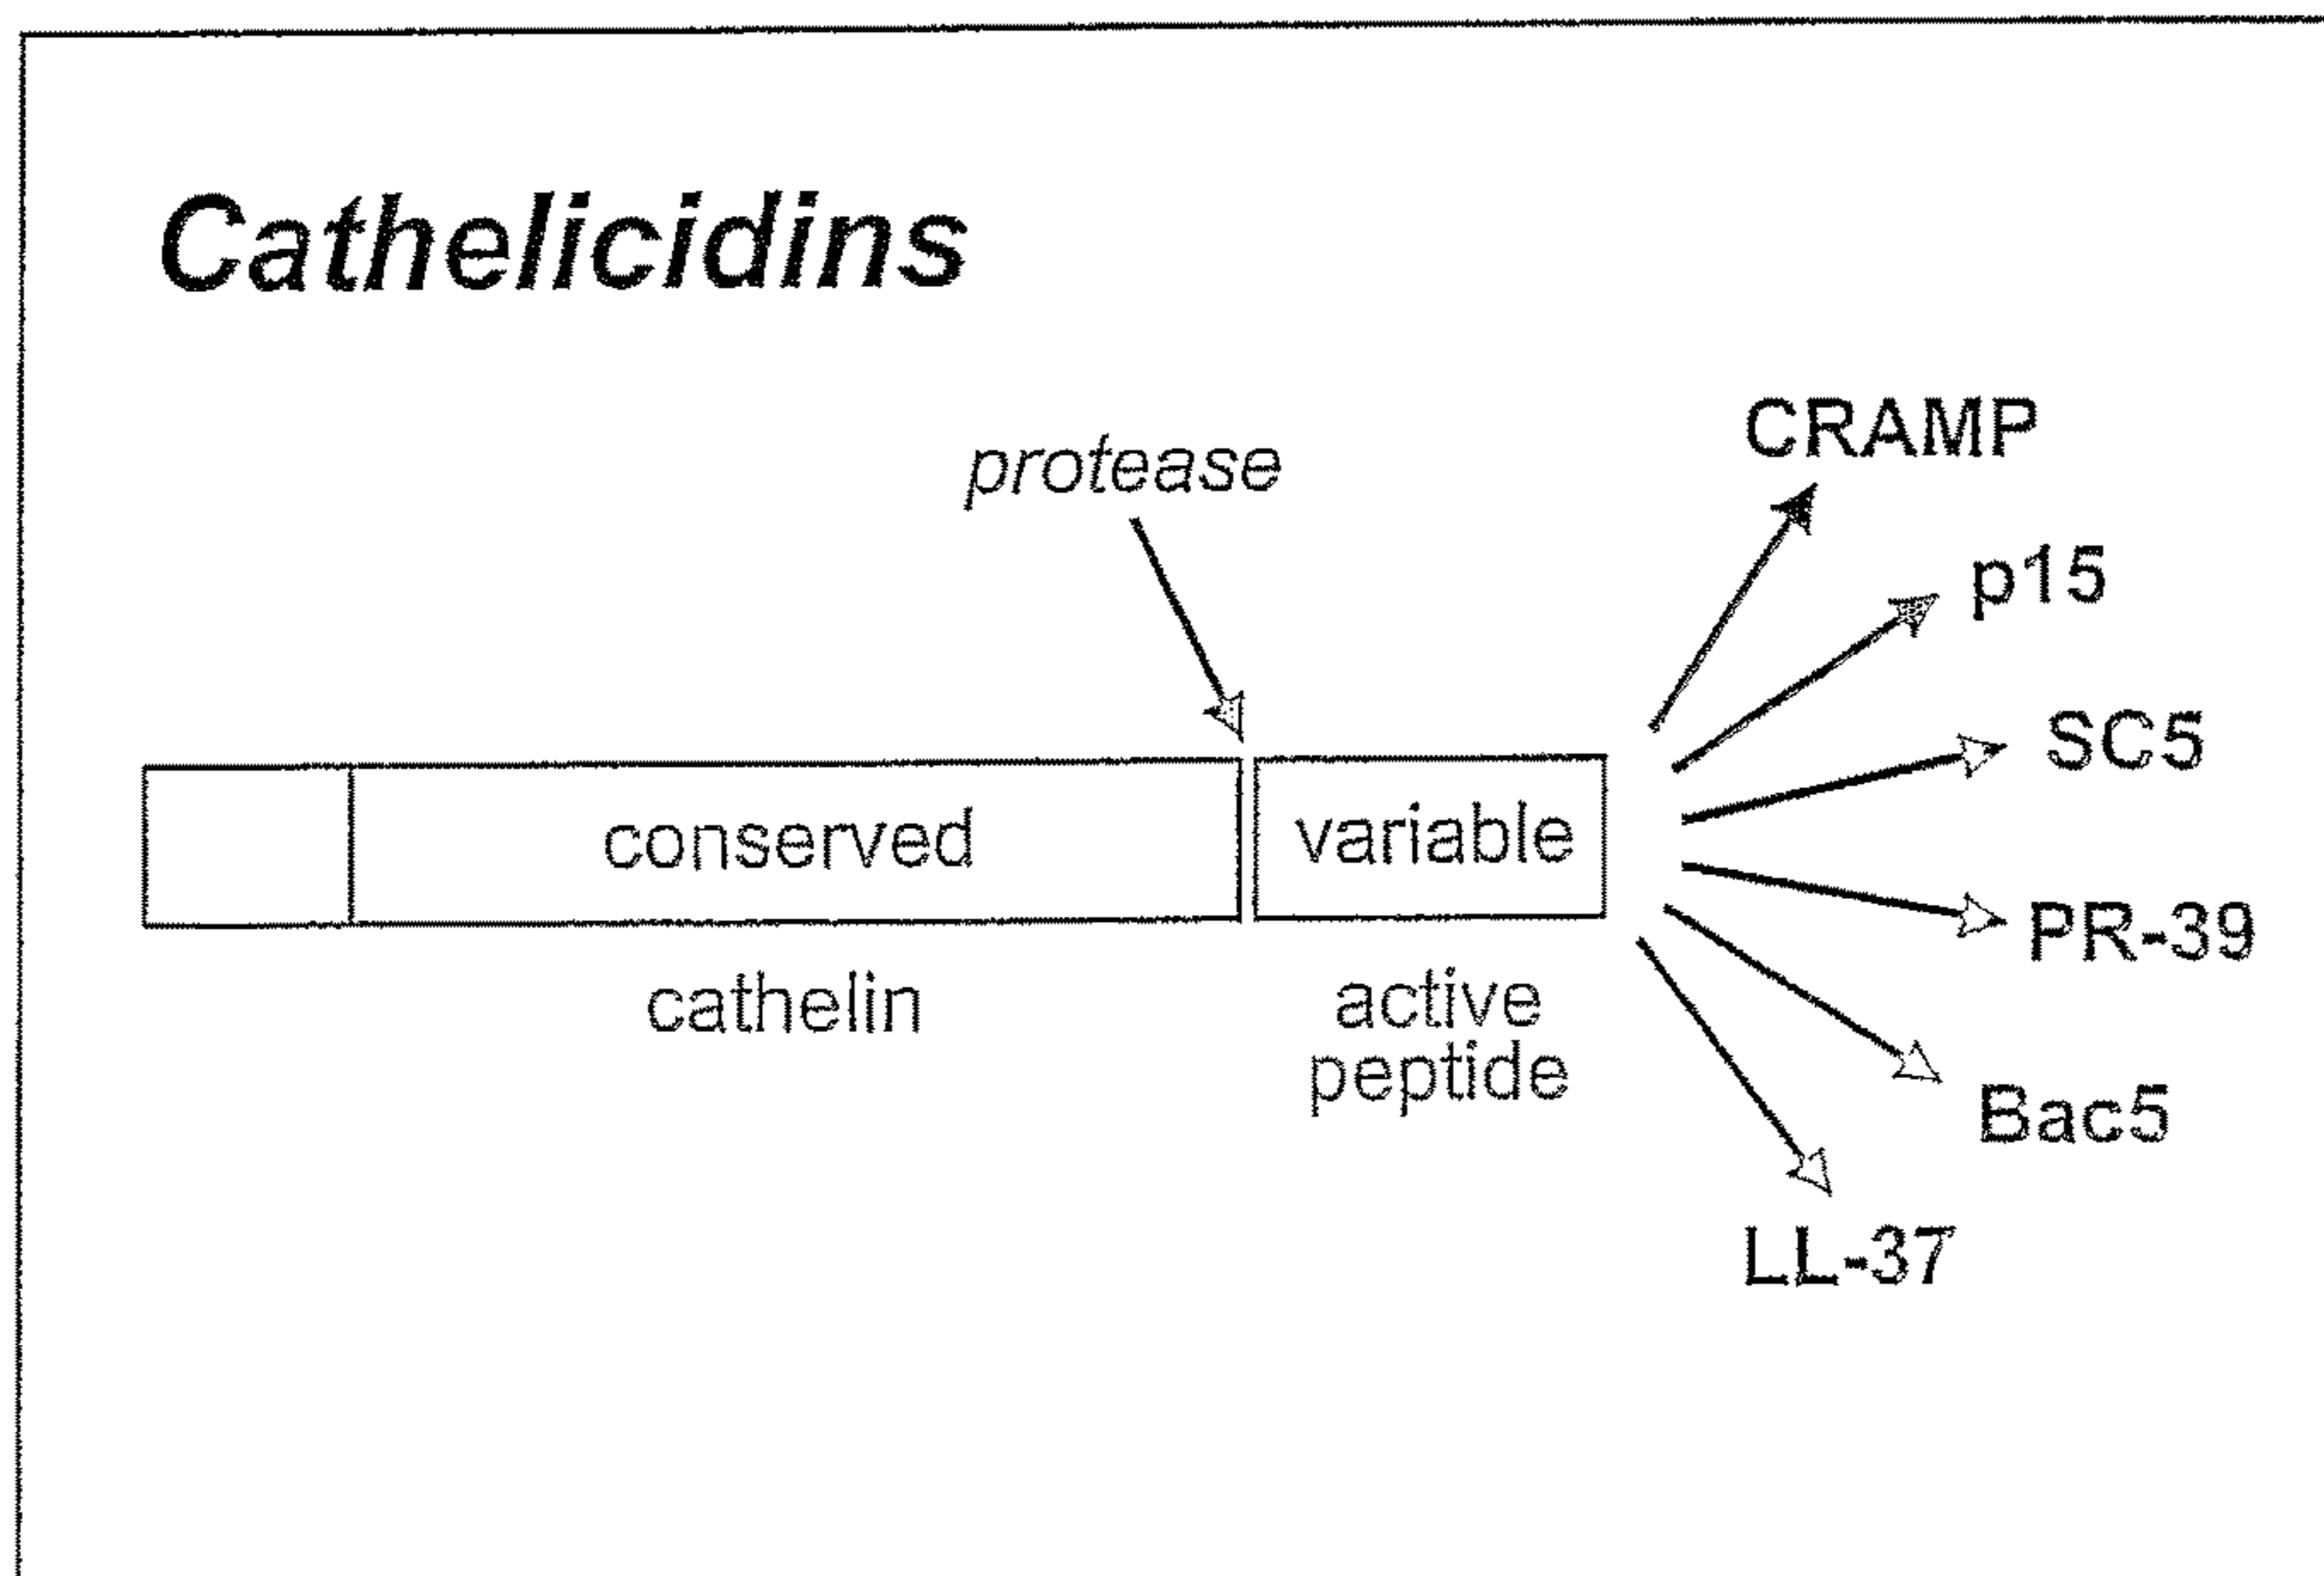 Cathelicidins
protease
CRAMP
p15
SC5
PR-39
Bac5
LL-37
conserved
variable
cathelin
active
peptide